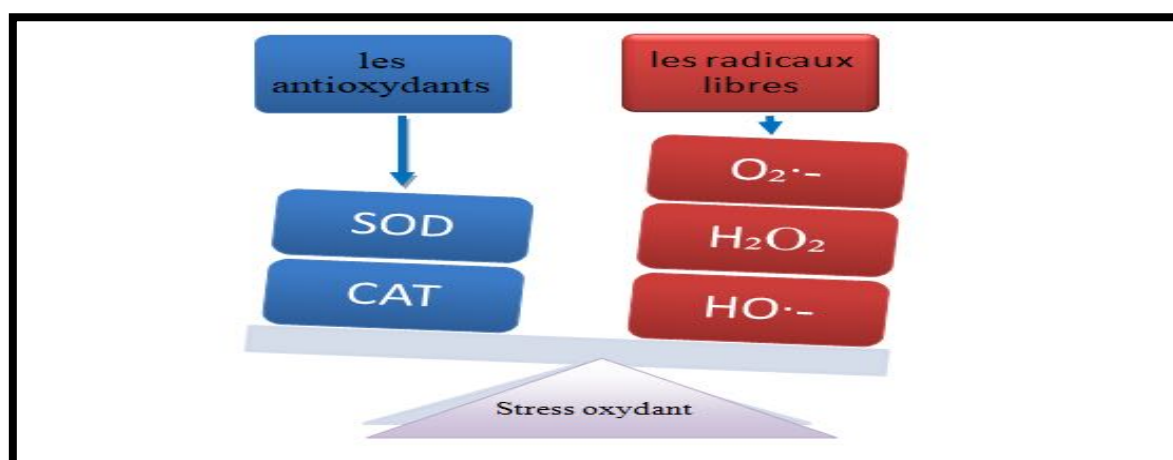 les
antioxydants
les radicaux
libres
SOD
CAT
O₂·-
H₂O₂
HO·-
Stress oxydant